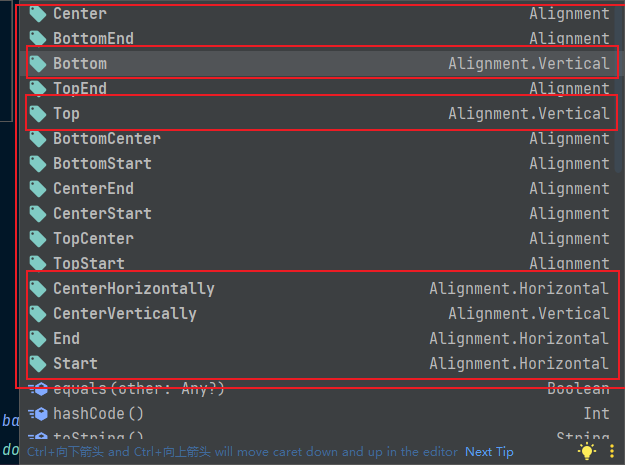 Center Alignment
BottomEnd Alignment
Bottom Alignment.Vertical
TopEnd Alignment
Top Alignment.Vertical
BottomCenter Alignment
BottomStart Alignment
CenterEnd Alignment
CenterStart Alignment
TopCenter Alignment
TopStart Alignment
CenterHorizontally Alignment.Horizontal
CenterVertically Alignment.Vertical
End Alignment.Horizontal
Start Alignment.Horizontal
equals(other: Any?) Boolean
ba hashCode() Int
do toString() String
Ctrl+向下箭头 and Ctrl+向上箭头 will move caret down and up in the editor Next Tip